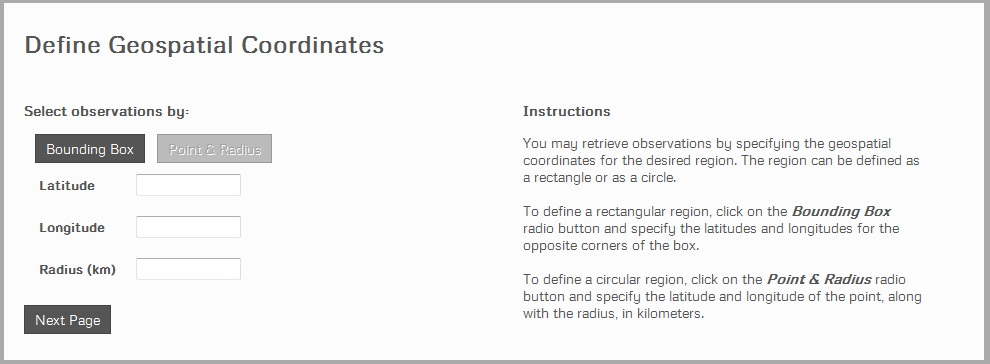 Define Geospatial Coordinates
Select observations by:
Bounding Box Point & Radius
Latitude
Longitude
Radius (km)
Next Page
Instructions
You may retrieve observations by specifying the geospatial
coordinates for the desired region. The region can be defined as
a rectangle or as a circle.
To define a rectangular region, click on the Bounding Box
radio button and specify the latitudes and longitudes for the
opposite corners of the box.
To define a circular region, click on the Point & Radius radio
button and specify the latitude and longitude of the point, along
with the radius, in kilometers.